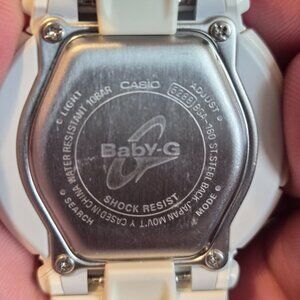 CASIO
LIGHT
ADJUST
WATER RESISTANT 10BAR
BGA-160 ST.STEEL BACK-JAPAN MOV'T Y CASED IN CHINA
Baby-G
SHOCK RESIST
SEARCH
MODE